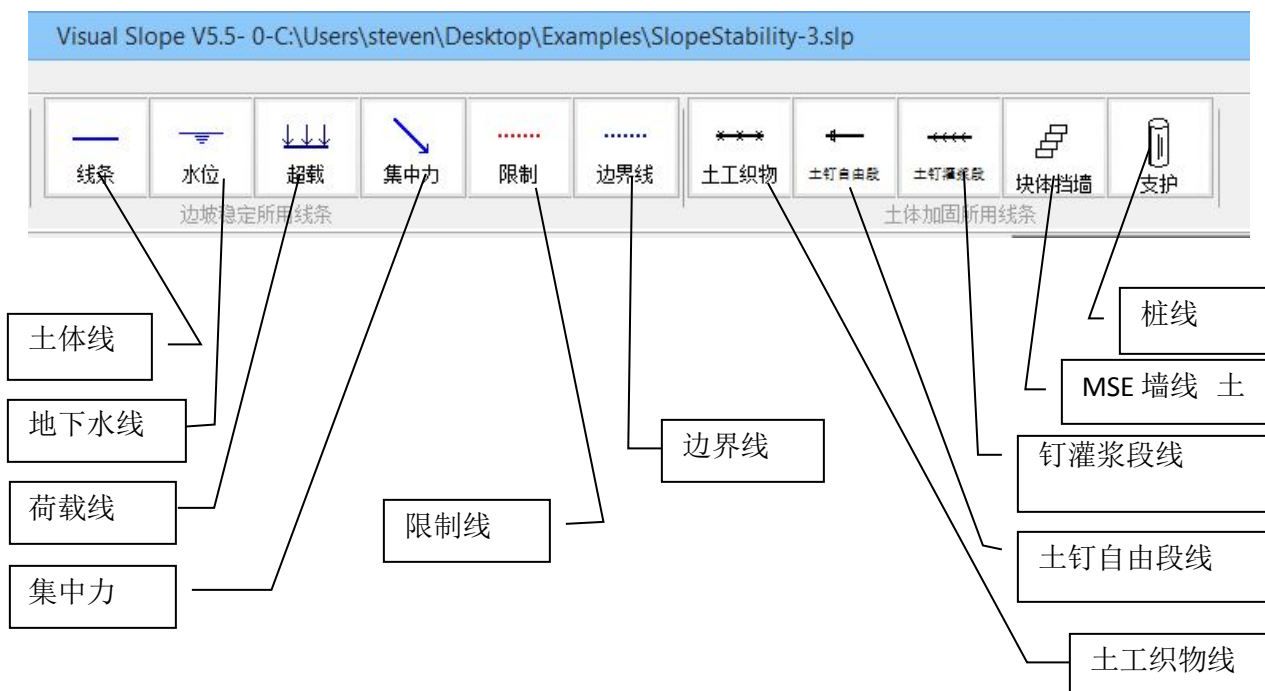 Visual Slope V5.5- 0-C:\Users\steven\Desktop\Examples\SlopeStability-3.slp
线条
水位
超载
集中力
限制
边界线
土工织物
土钉自由段
土钉灌浆段
块体挡墙
支护
边坡稳定所用线条
土体加固所用线条
土体线
地下水线
荷载线
集中力
限制线
边界线
桩线
MSE 墙线 土
钉灌浆段线
土钉自由段线
土工织物线